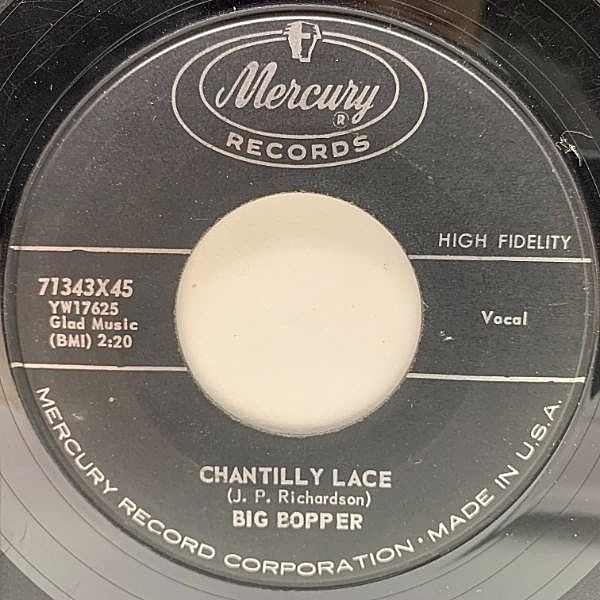 Mercury
®
RECORDS
HIGH FIDELITY
71343X45
YW17625
Glad Music
(BMI) 2:20
Vocal
CHANTILLY LACE
(J. P. Richardson)
BIG BOPPER
MERCURY RECORD CORPORATION · MADE IN U.S.A.